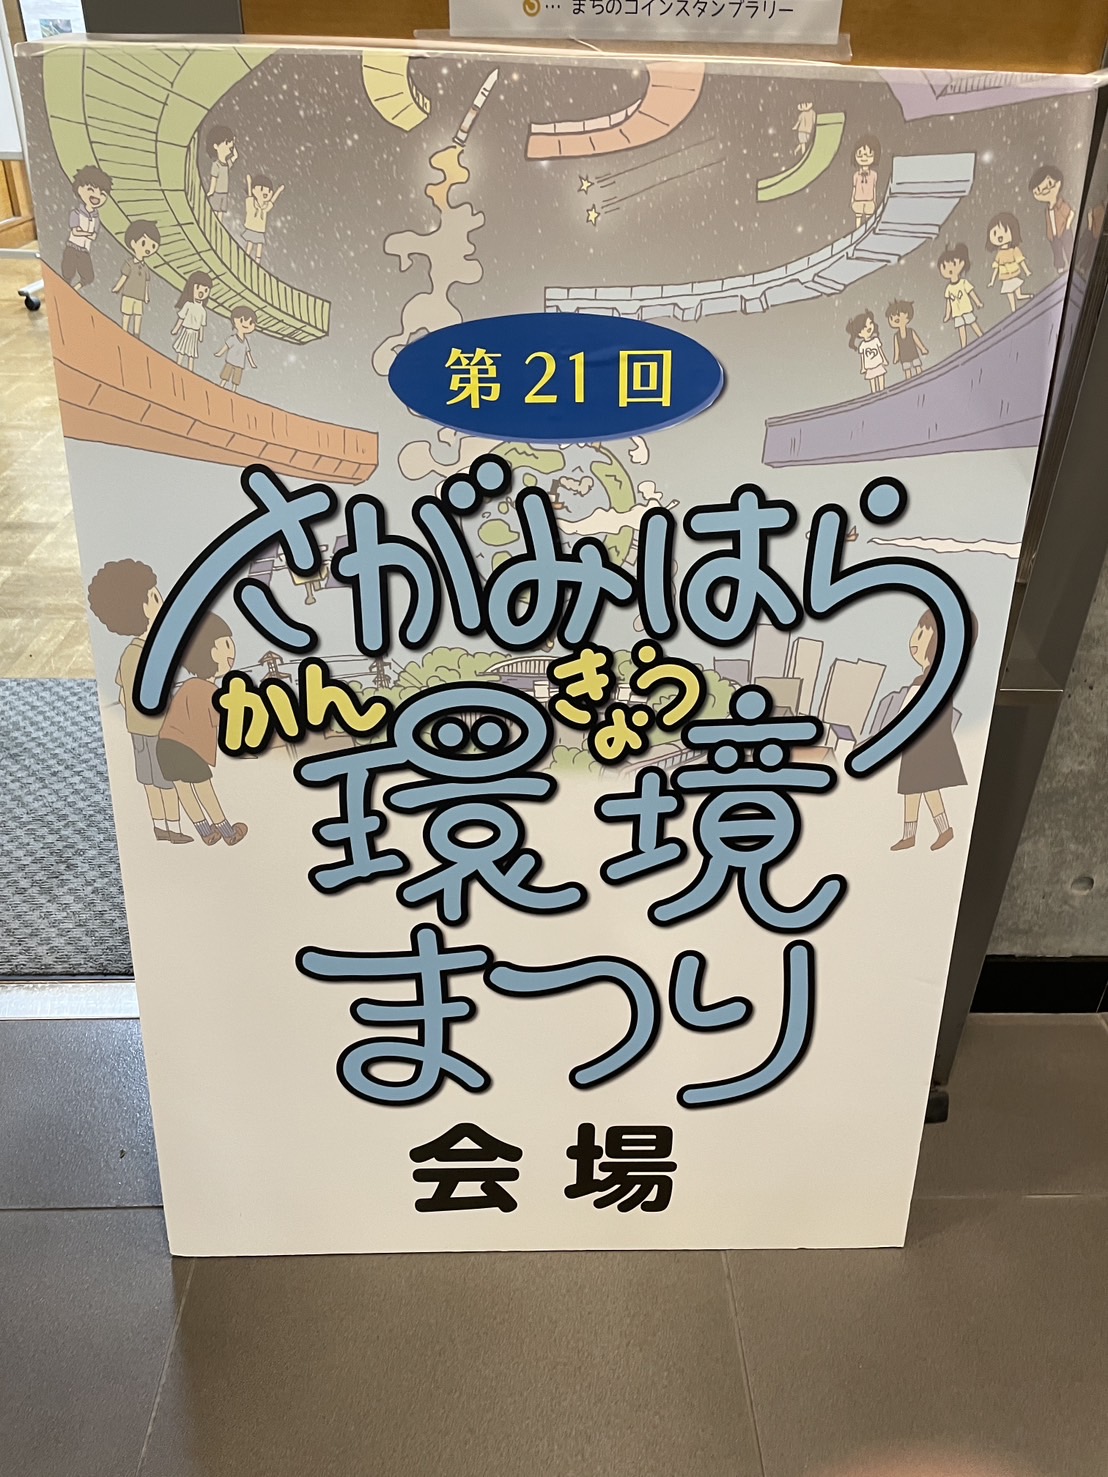 … まちのコインスタンプラリー
第21回
さがみはら
かんきょう
環境
まつり
会場